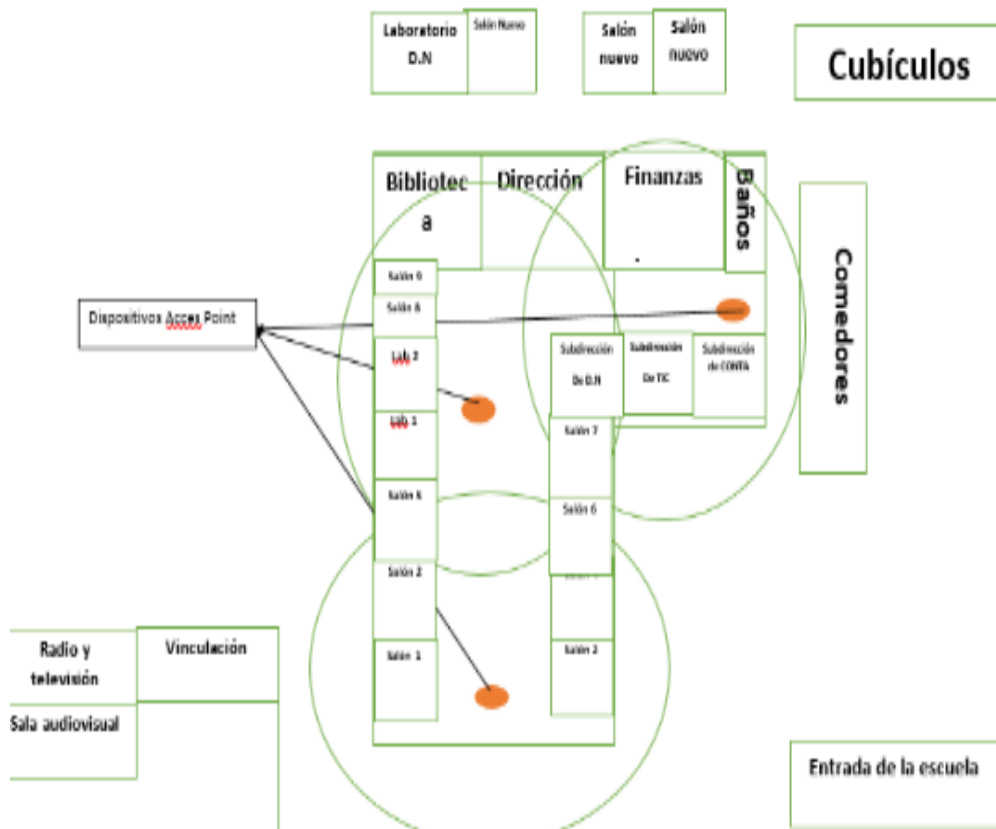 Laboratorio
D.N
Salón Nuevo
Salón
nuevo
Salón
nuevo
Cubículos
Bibliotec
a
Dirección
Finanzas
.
Baños
Comedores
Salón 9
Salón 8
Dispositivos Acces Point
Lab 2
Lab 1
Subdirección
De D.N
Subdirección
De TIC
Subdirección
de CONTA
Salón 7
Salón 6
Salón 5
Salón 2
Salón 1
Salón 2
Radio y
televisión
Vinculación
Sala audiovisual
Entrada de la escuela